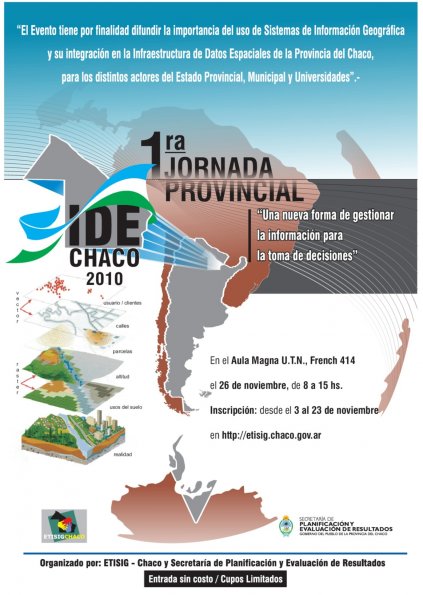 “El Evento tiene por finalidad difundir la importancia del uso de Sistemas de Información Geográfica
y su integración en la Infraestructura de Datos Espaciales de la Provincia del Chaco,
para los distintos actores del Estado Provincial, Municipal y Universidades”.-
1ra
JORNADA
PROVINCIAL
IDE
CHACO
2010
“Una nueva forma de gestionar
la información para
la toma de decisiones”
vector
usuario / clientes
calles
parcelas
raster
altitud
usos del suelo
realidad
En el Aula Magna U.T.N., French 414
el 26 de noviembre, de 8 a 15 hs.
Inscripción: desde el 3 al 23 de noviembre
en http://etisig.chaco.gov.ar
ETISIGCHACO
SECRETARÍA DE
PLANIFICACIÓN Y
EVALUACIÓN DE RESULTADOS
GOBIERNO DEL PUEBLO DE LA PROVINCIA DEL CHACO
Organizado por: ETISIG - Chaco y Secretaría de Planificación y Evaluación de Resultados
Entrada sin costo / Cupos Limitados